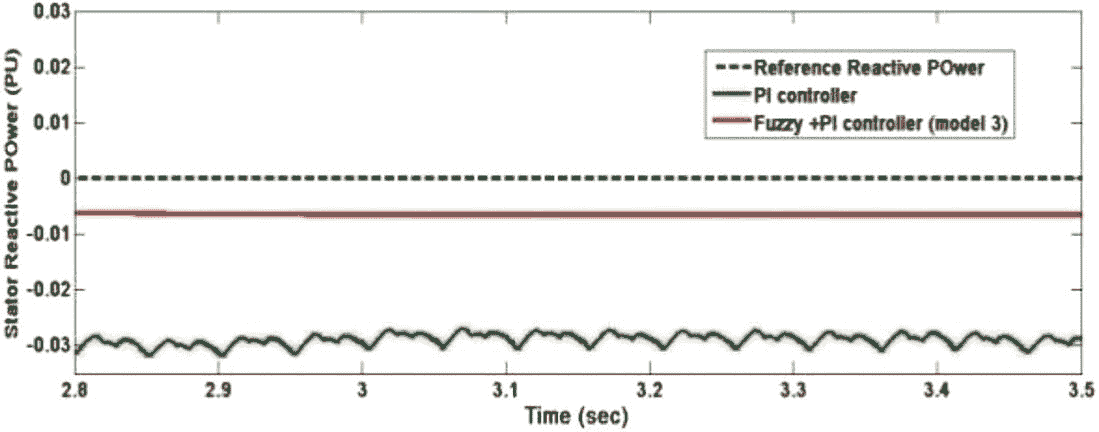 0.03
0.02
0.01
0
-0.01
-0.02
-0.03
Stator Reactive POwer (PU)
Reference Reactive POwer
PI controller
Fuzzy +PI controller (model 3)
2.8 2.9 3 3.1 3.2 3.3 3.4 3.5
Time (sec)